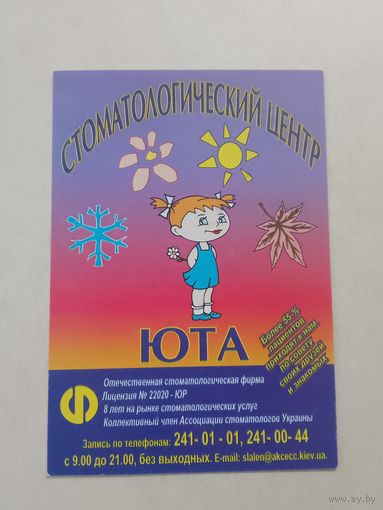 СТОМАТОЛОГИЧЕСКИЙ ЦЕНТР
ЮТА
Более 55 %
пациентов
приходят к нам
по совету
своих друзей
и знакомых
Отечественная стоматологическая фирма
Лицензия № 22020 - ЮР
8 лет на рынке стоматологических услуг
Коллективный член Ассоциации стоматологов Украины
Запись по телефонам: 241- 01 - 01, 241- 00- 44
с 9.00 до 21.00, без выходных. E-mail: slalen@akcecc.kiev.ua.
ay.by